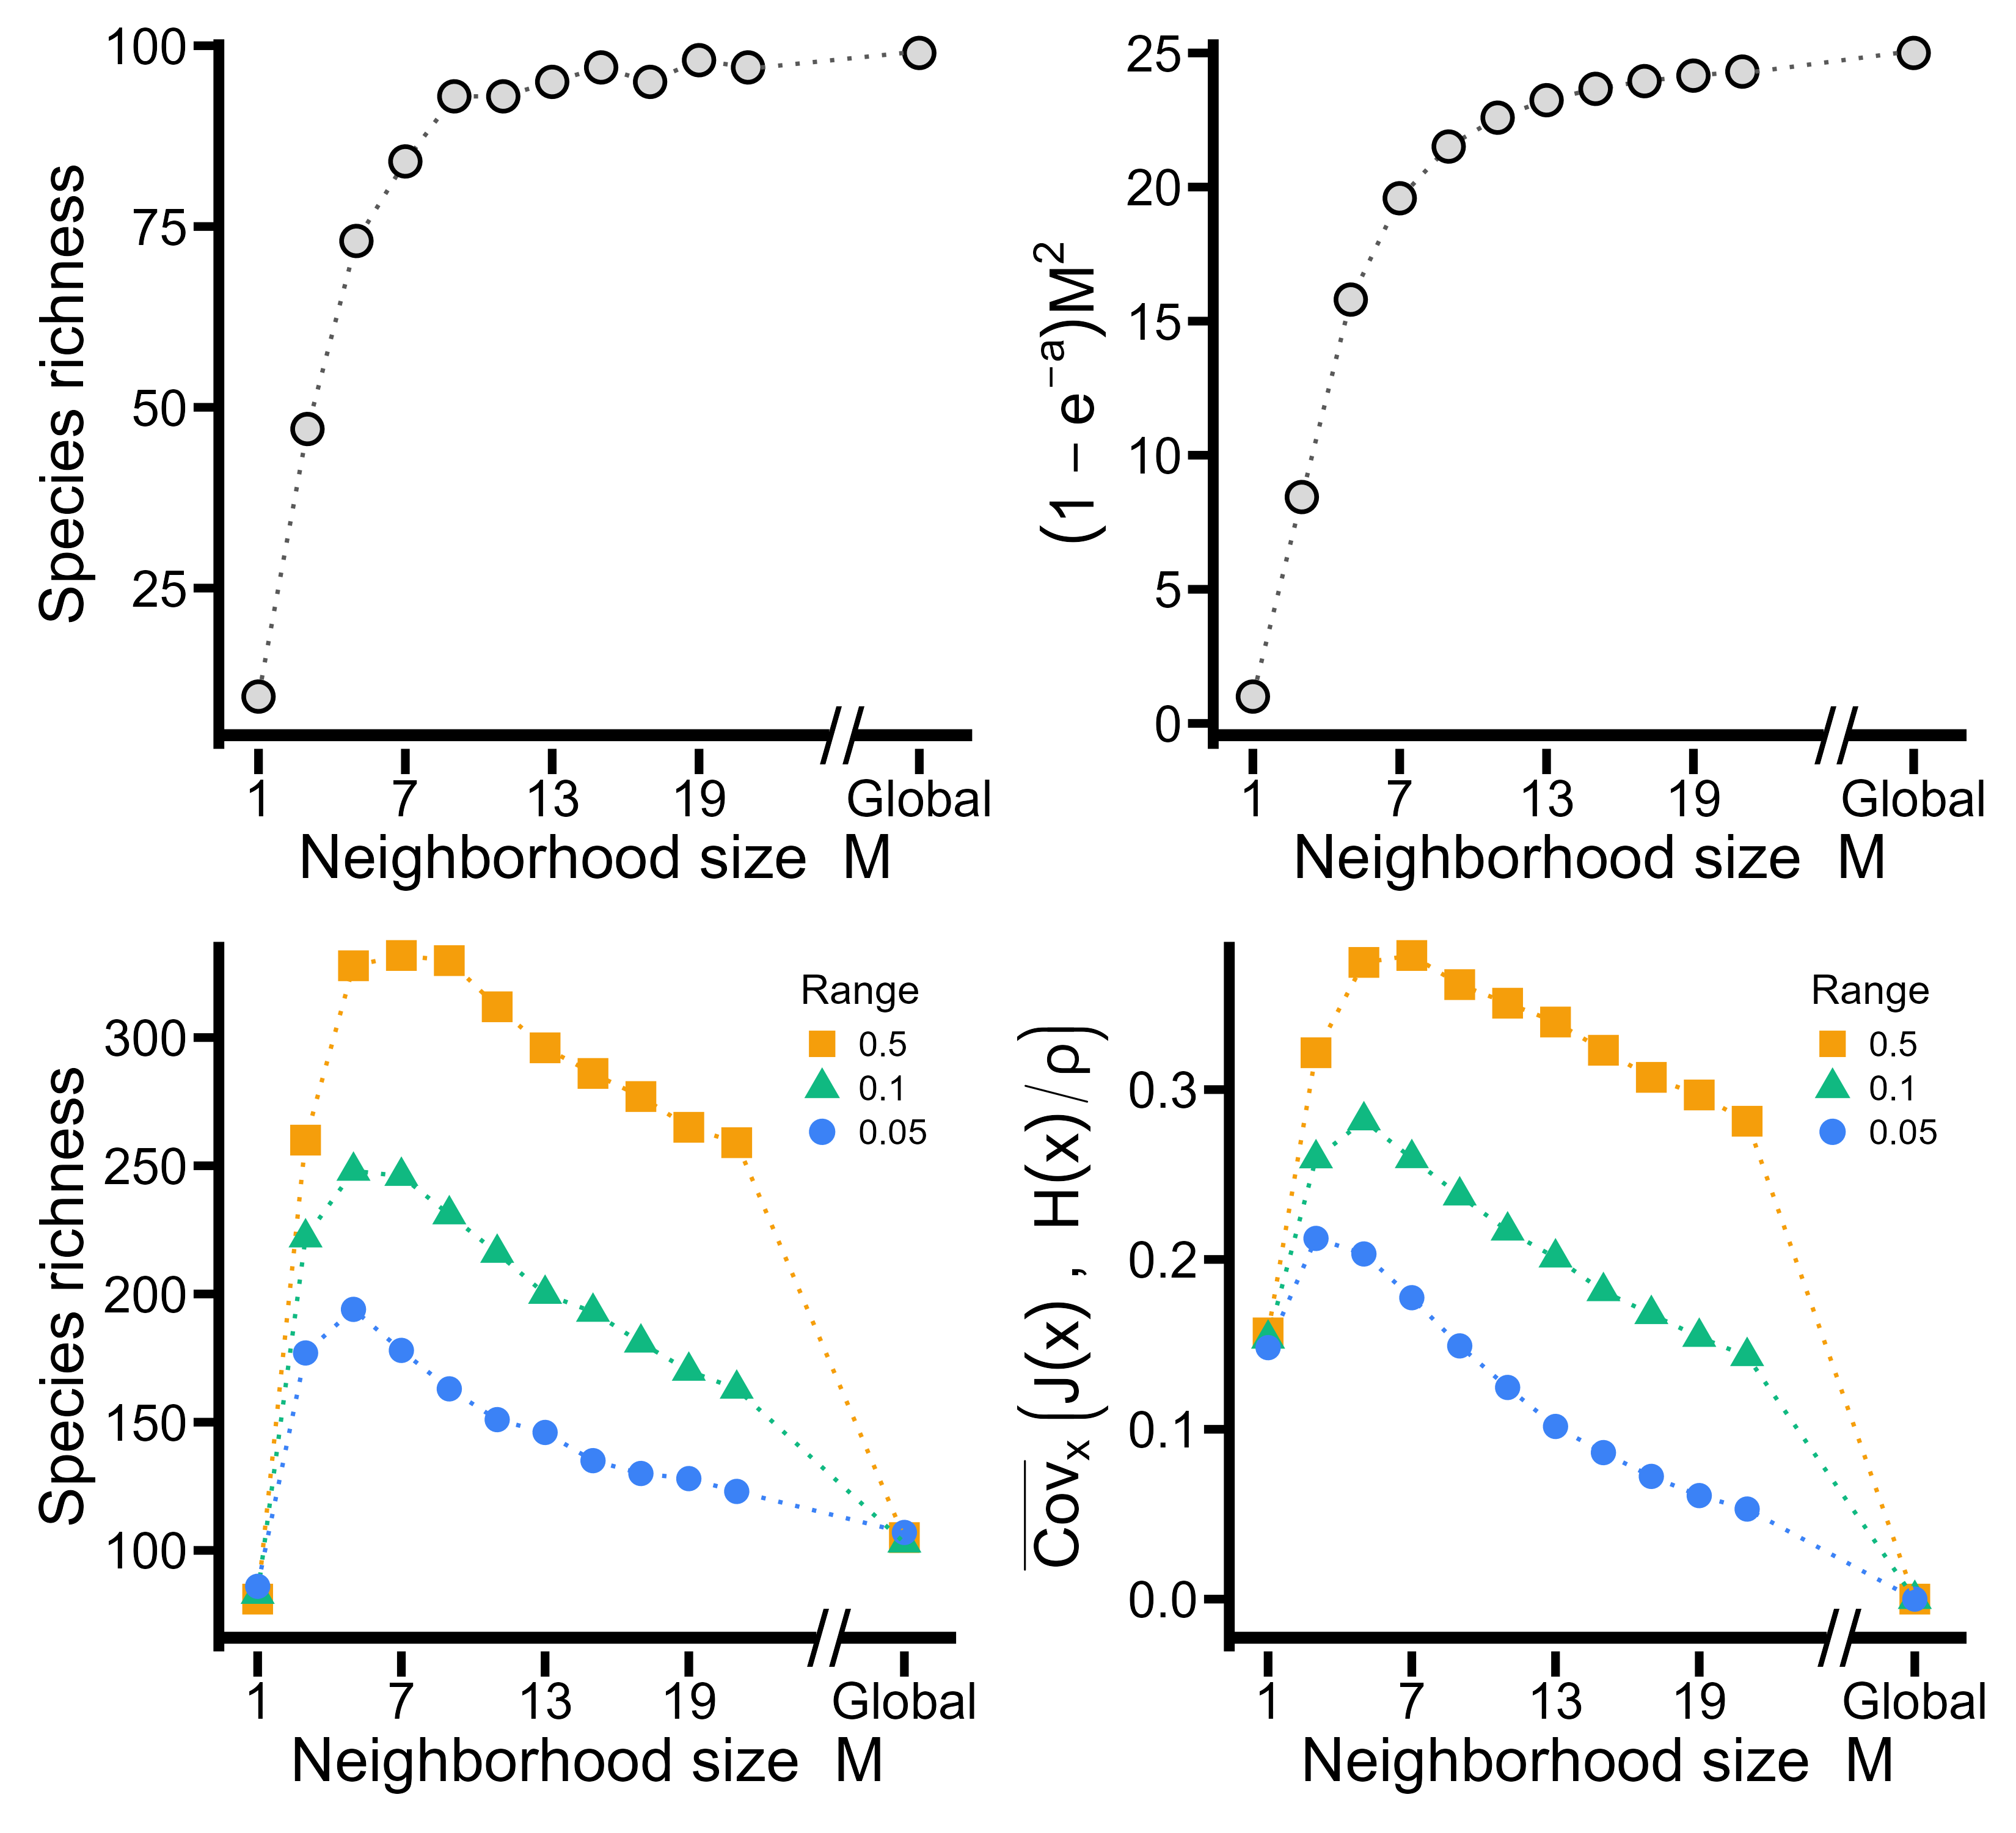 Species richness
100
75
50
25
1 7 13 19 Global
Neighborhood size M
(1 − e⁻ᵃ)M²
25
20
15
10
5
0
1 7 13 19 Global
Neighborhood size M
Species richness
300
250
200
150
100
Range
0.5
0.1
0.05
1 7 13 19 Global
Neighborhood size M
C̅o̅v̅ₓ(J(x) , H(x)/ρ)
0.3
0.2
0.1
0.0
Range
0.5
0.1
0.05
1 7 13 19 Global
Neighborhood size M